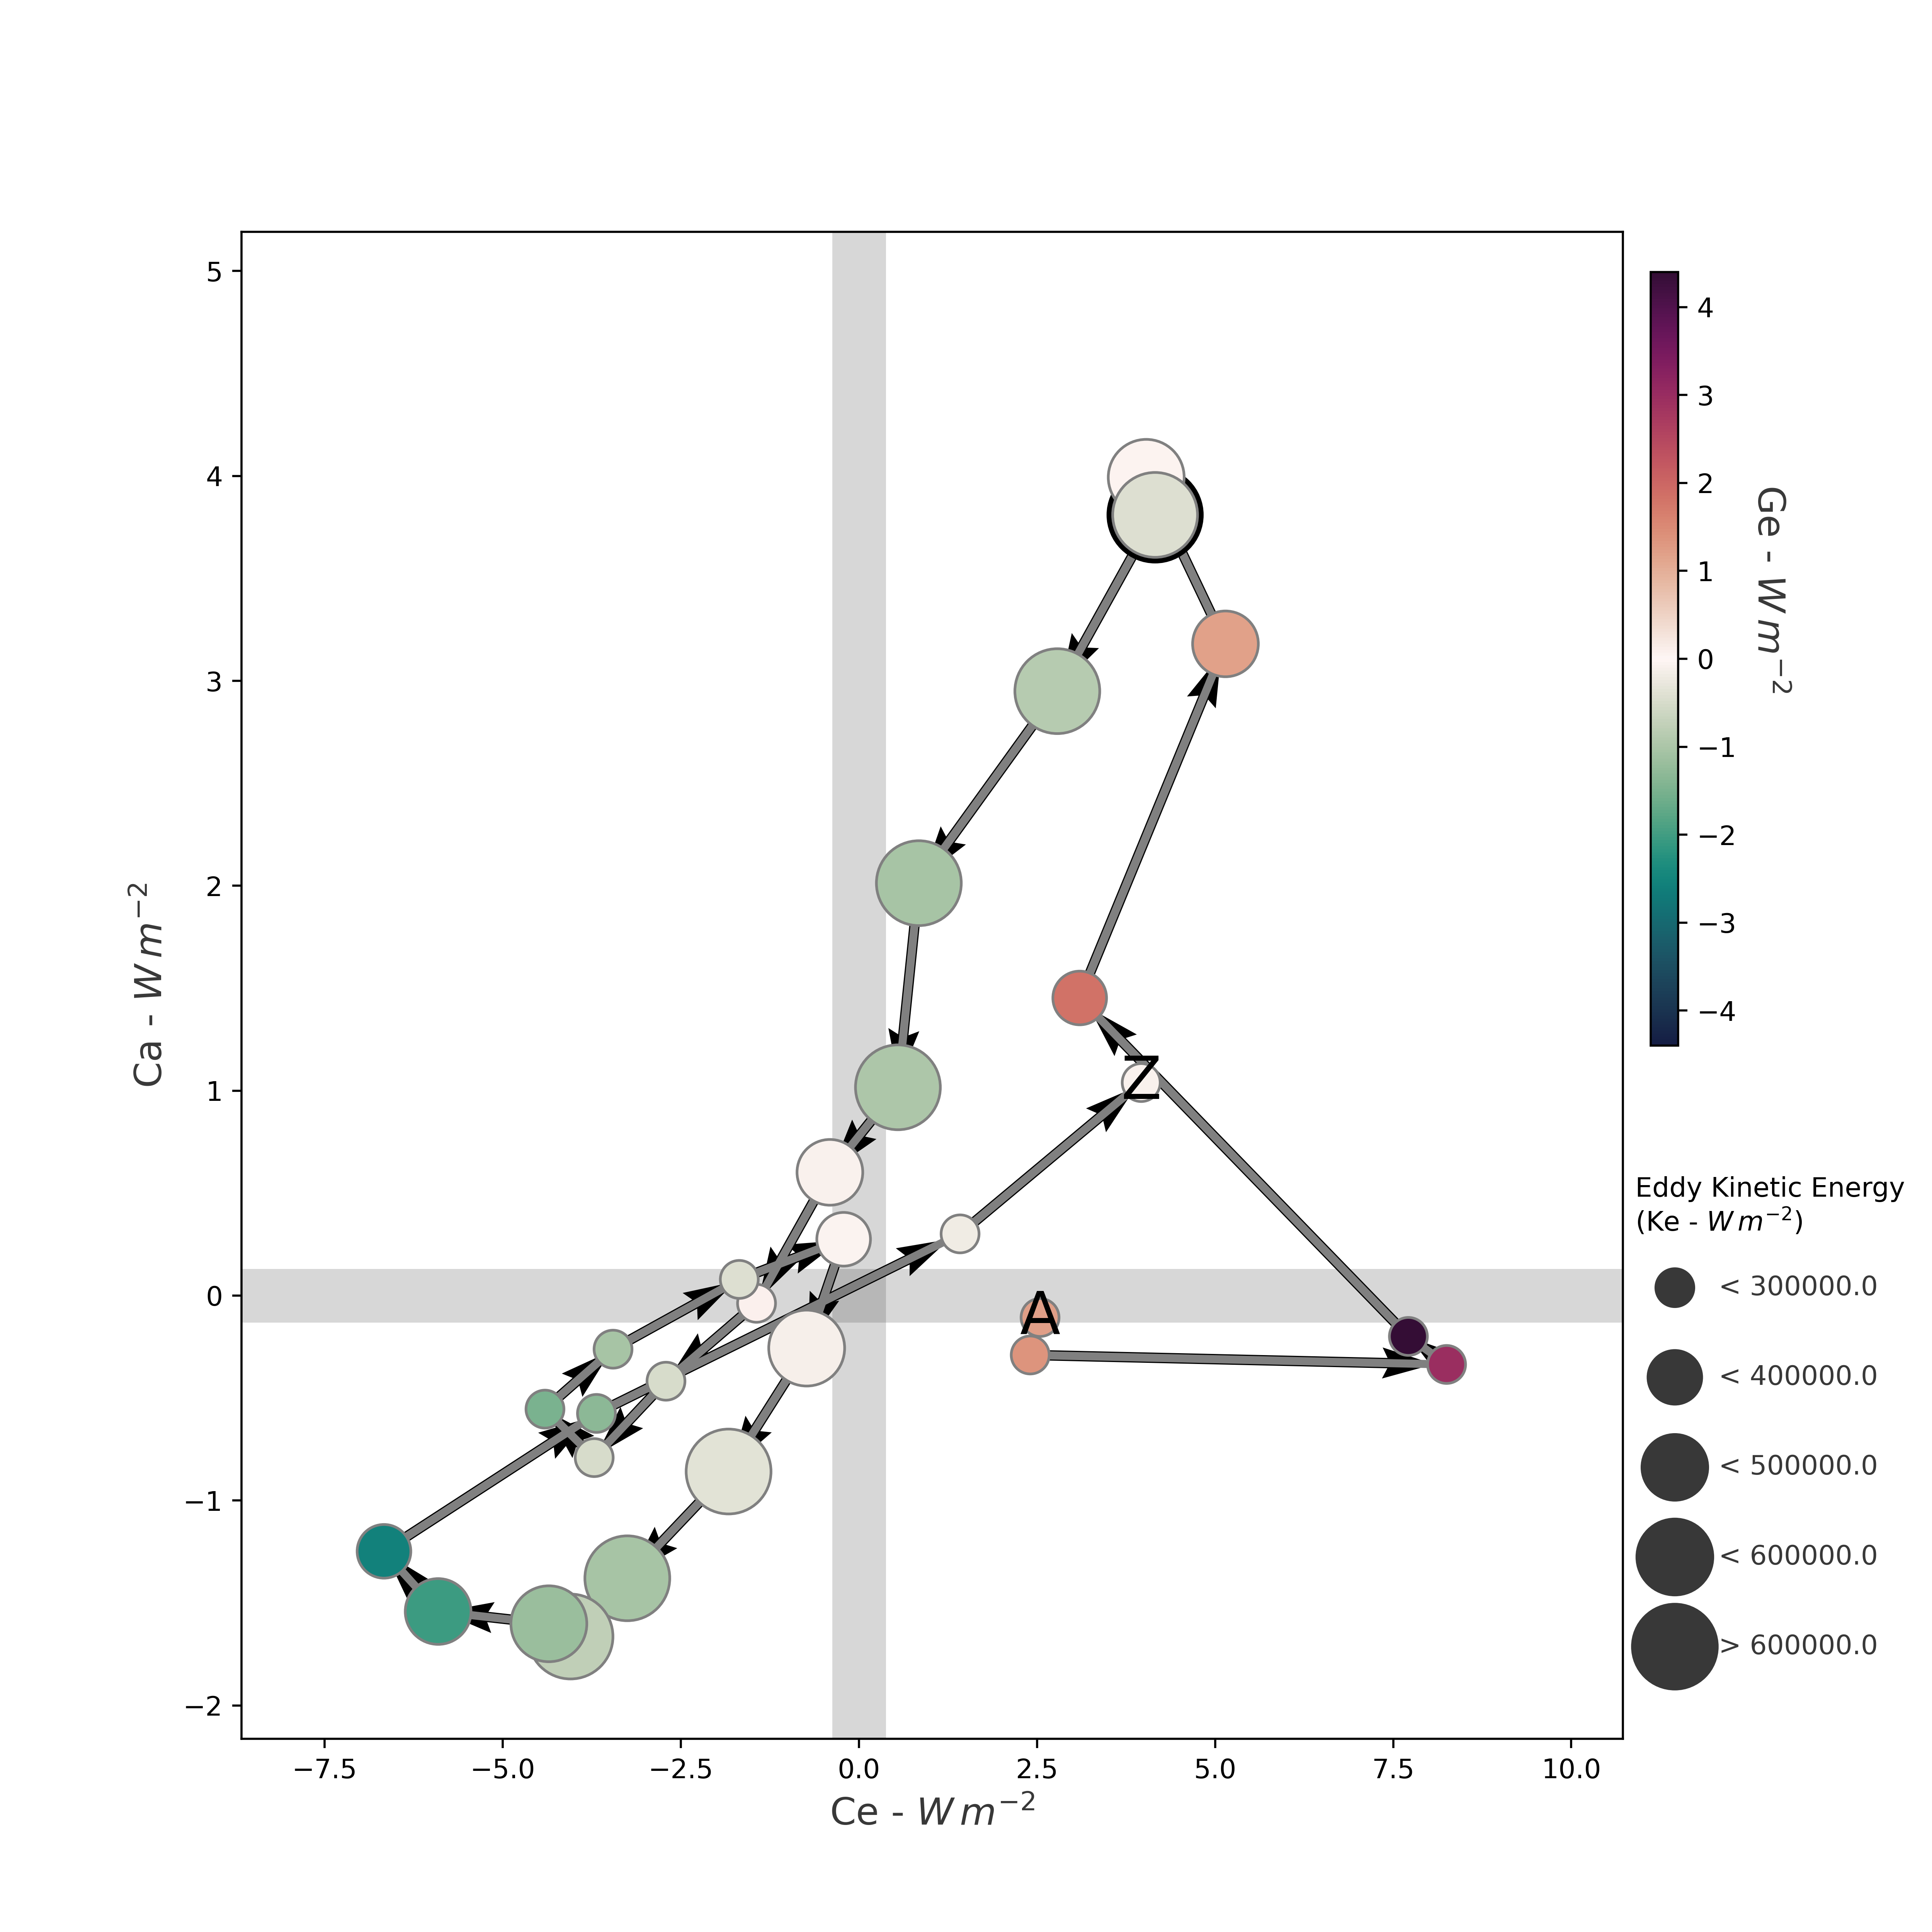 5
4
3
2
1
0
−1
−2
Ca - W m⁻²
−7.5 −5.0 −2.5 0.0 2.5 5.0 7.5 10.0
Ce - W m⁻²
A
Z
4
3
2
1
0
−1
−2
−3
−4
Ge - W m⁻²
Eddy Kinetic Energy
(Ke - W m⁻²)
< 300000.0
< 400000.0
< 500000.0
< 600000.0
> 600000.0